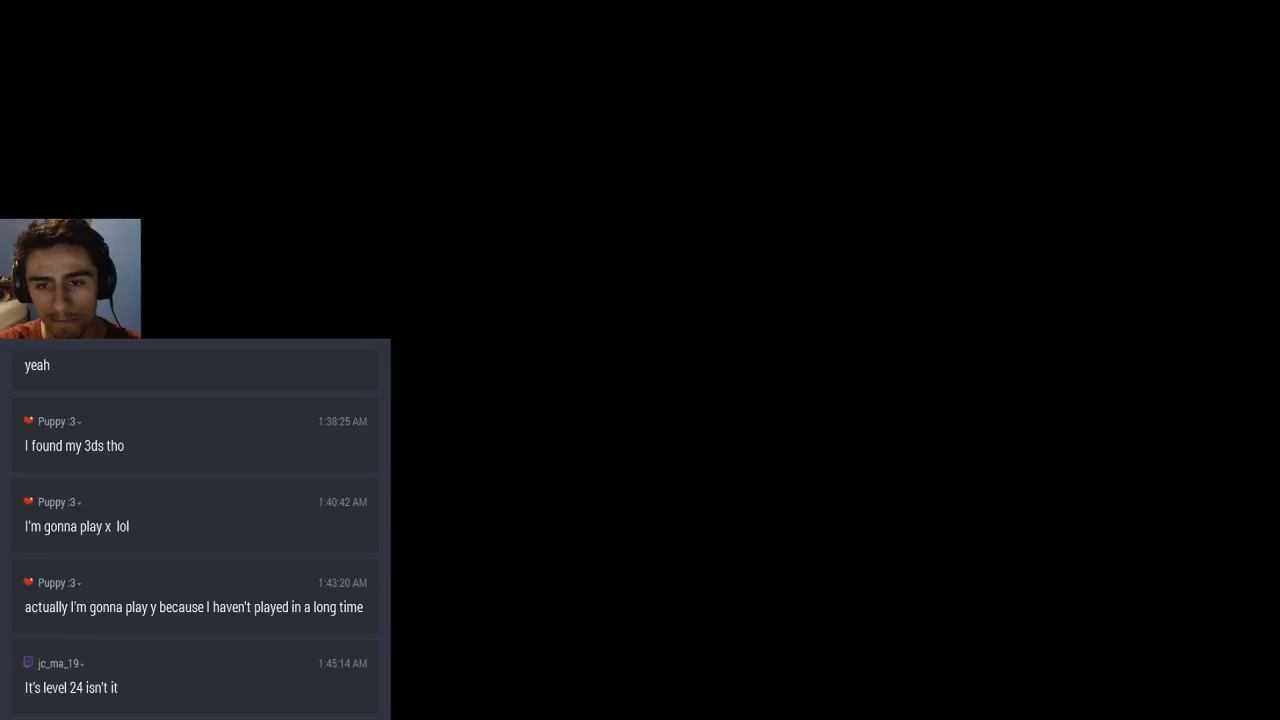 yeah
Puppy :3
1:38:25 AM
I found my 3ds tho
Puppy :3
1:40:42 AM
I'm gonna play x lol
Puppy :3
1:43:20 AM
actually I'm gonna play y because I haven't played in a long time
jc_ma_19
1:45:14 AM
It's level 24 isn't it